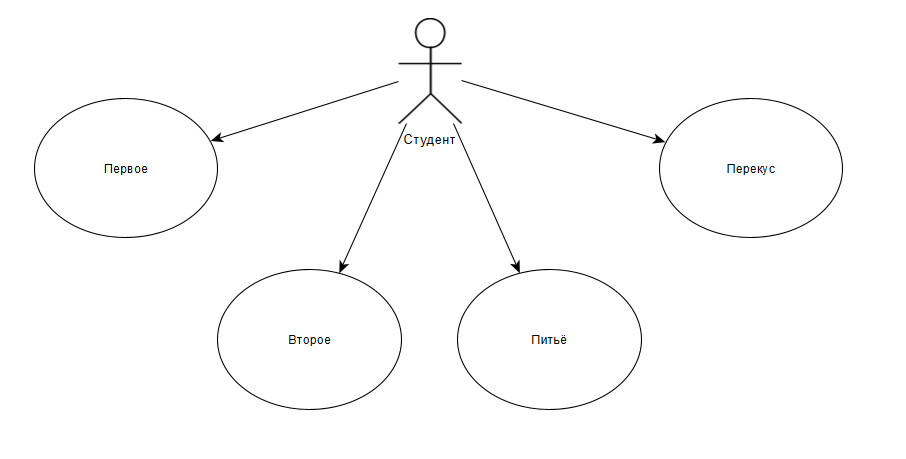 Студент
Первое
Перекус
Второе
Питьё